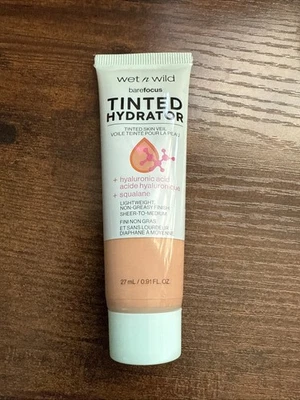 wet n wild
barefocus
TINTED
HYDRATOR
TINTED SKIN VEIL
VOILE TEINTÉ POUR LA PEAU
+ hyaluronic acid
acide hyaluronique
+ squalane
LIGHTWEIGHT
NON-GREASY FINISH
SHEER-TO-MEDIUM
FINI NON GRAS
ET SANS LOURDEUR
DIAPHANE À MOYENNE
27 mL / 0.91 FL. OZ.